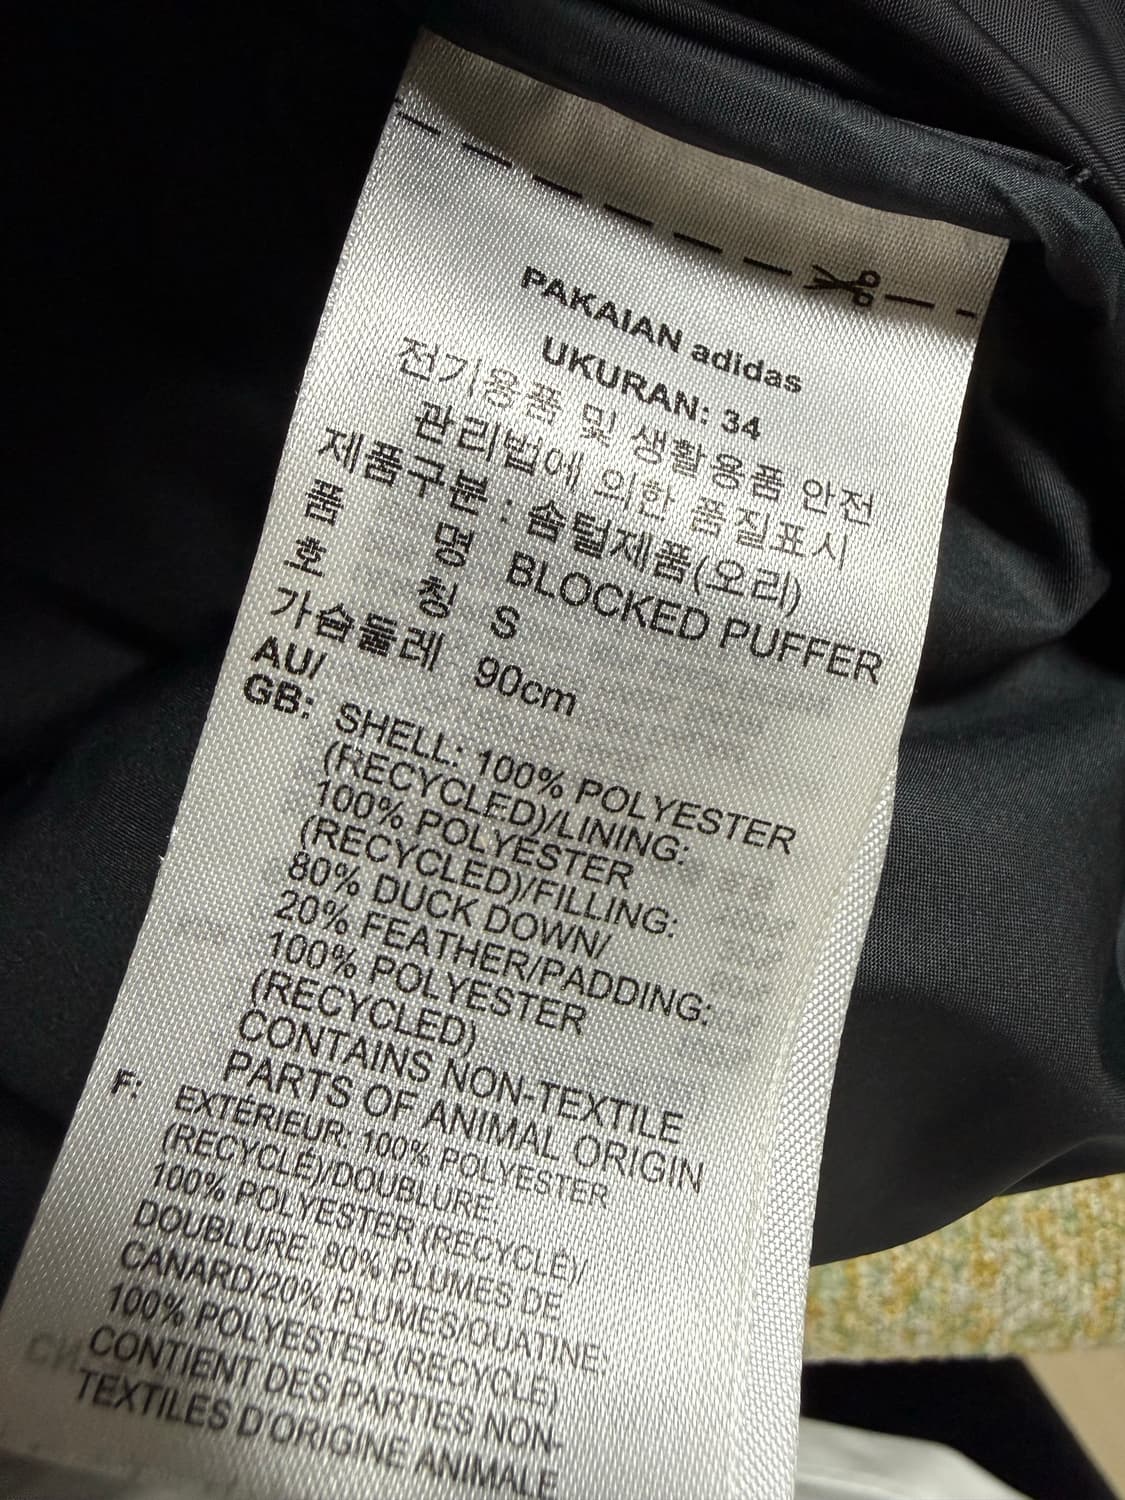 PAKAIAN adidas
UKURAN: 34
전기용품 및 생활용품 안전
관리법에 의한 품질표시
제품구분 : 솜털제품(오리)
품 명 BLOCKED PUFFER
호 칭 S
가슴둘레 90cm
AU/
GB: SHELL: 100% POLYESTER
(RECYCLED)/LINING:
100% POLYESTER
(RECYCLED)/FILLING:
80% DUCK DOWN/
20% FEATHER/PADDING:
100% POLYESTER
(RECYCLED)
CONTAINS NON-TEXTILE
PARTS OF ANIMAL ORIGIN
F: EXTÉRIEUR: 100% POLYESTER
(RECYCLÉ)/DOUBLURE:
100% POLYESTER (RECYCLÉ)/
DOUBLURE: 80% PLUMES DE
CANARD/20% PLUMES/OUATINE:
100% POLYESTER (RECYCLÉ)
CONTIENT DES PARTIES NON-
TEXTILES D'ORIGINE ANIMALE